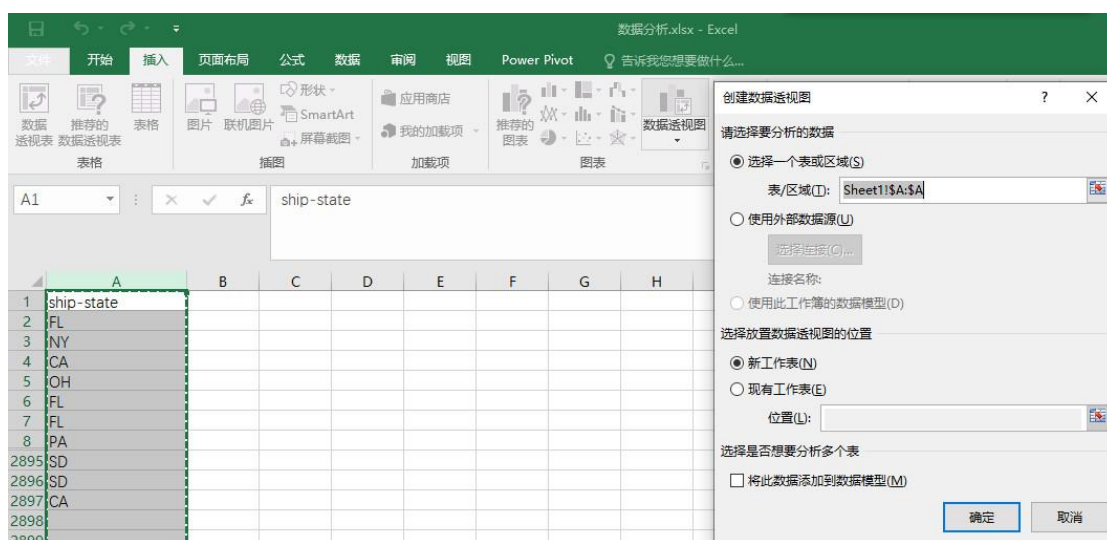 数据分析.xlsx - Excel
文件 开始 插入 页面布局 公式 数据 审阅 视图 Power Pivot 告诉我您想要做什么...
数据
透视表
推荐的
数据透视表
表格
表格
图片
联机图片
形状
SmartArt
屏幕截图
插图
应用商店
我的加载项
加载项
推荐的
图表
数据透视图
图表
A1
fx
ship-state
A B C D E F G H
1 ship-state
2 FL
3 NY
4 CA
5 OH
6 FL
7 FL
8 PA
2895 SD
2896 SD
2897 CA
2898
2899
创建数据透视图 ? ×
请选择要分析的数据
选择一个表或区域(S)
表/区域(T): Sheet1!$A:$A
使用外部数据源(U)
选择连接(C)...
连接名称:
使用此工作簿的数据模型(D)
选择放置数据透视图的位置
新工作表(N)
现有工作表(E)
位置(L):
选择是否想要分析多个表
将此数据添加到数据模型(M)
确定 取消